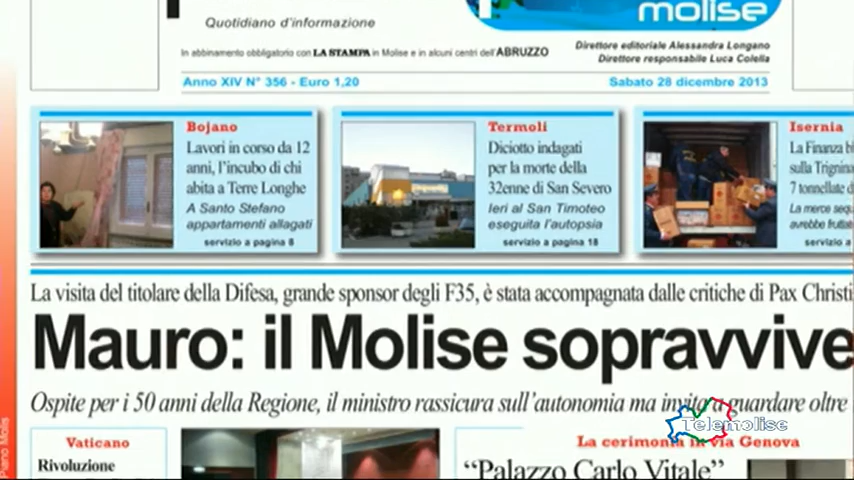 molise
Quotidiano d'informazione
In abbinamento obbligatorio con LA STAMPA in Molise e in alcuni centri dell'ABRUZZO
Direttore editoriale Alessandra Longano
Direttore responsabile Luca Colella
Anno XIV N° 356 - Euro 1,20
Sabato 28 dicembre 2013
Bojano
Lavori in corso da 12
anni, l'incubo di chi
abita a Terre Longhe
A Santo Stefano
appartamenti allagati
servizio a pagina 8
Termoli
Diciotto indagati
per la morte della
32enne di San Severo
Ieri al San Timoteo
eseguita l'autopsia
servizio a pagina 18
Isernia
La Finanza
sulla Trignina
7 tonnellate
La merce
avrebbe
servizio a
La visita del titolare della Difesa, grande sponsor degli F35, è stata accompagnata dalle critiche di Pax Christi
Mauro: il Molise sopravvive
Ospite per i 50 anni della Regione, il ministro rassicura sull'autonomia ma invita a guardare oltre
Telemolise
Vaticano
Rivoluzione
La cerimonia in via Genova
“Palazzo Carlo Vitale”